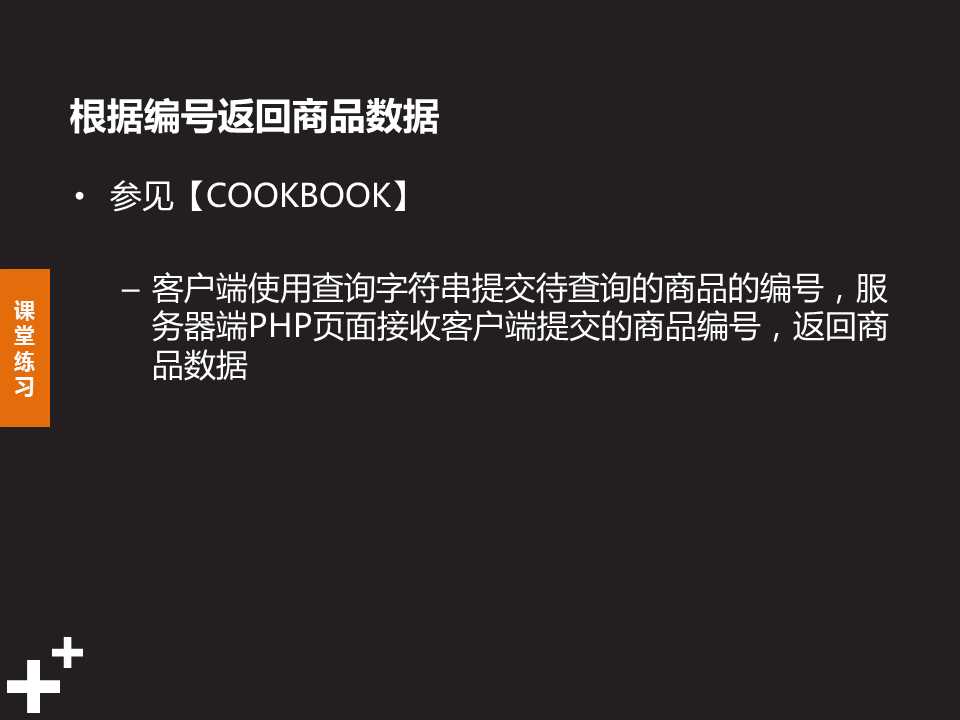 根据编号返回商品数据
• 参见【COOKBOOK】
– 客户端使用查询字符串提交待查询的商品的编号，服
务器端PHP页面接收客户端提交的商品编号，返回商
品数据
课
堂
练
习